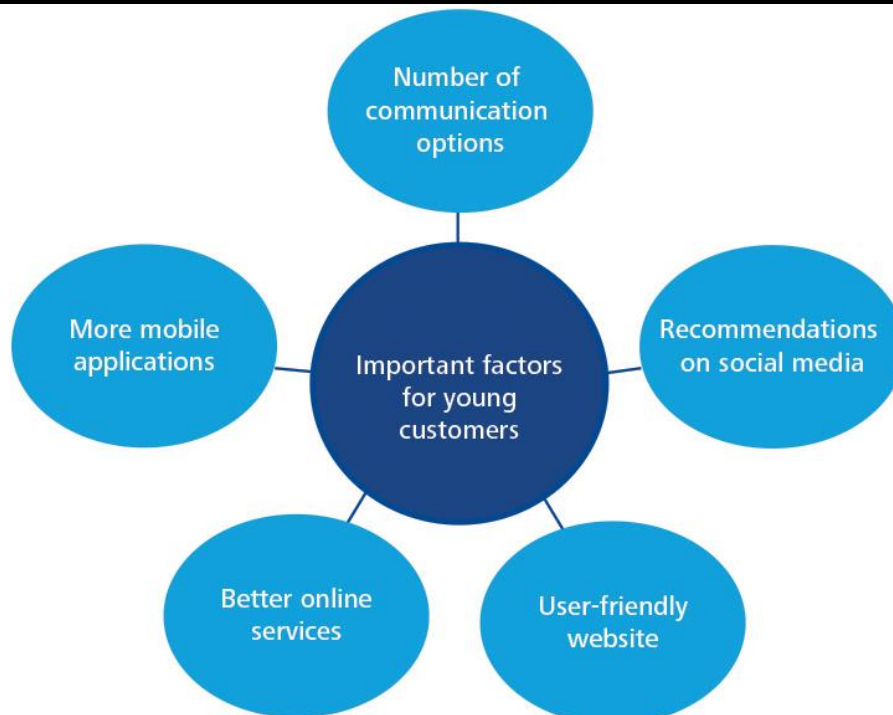 Number of
communication
options
More mobile
applications
Important factors
for young
customers
Recommendations
on social media
Better online
services
User-friendly
website